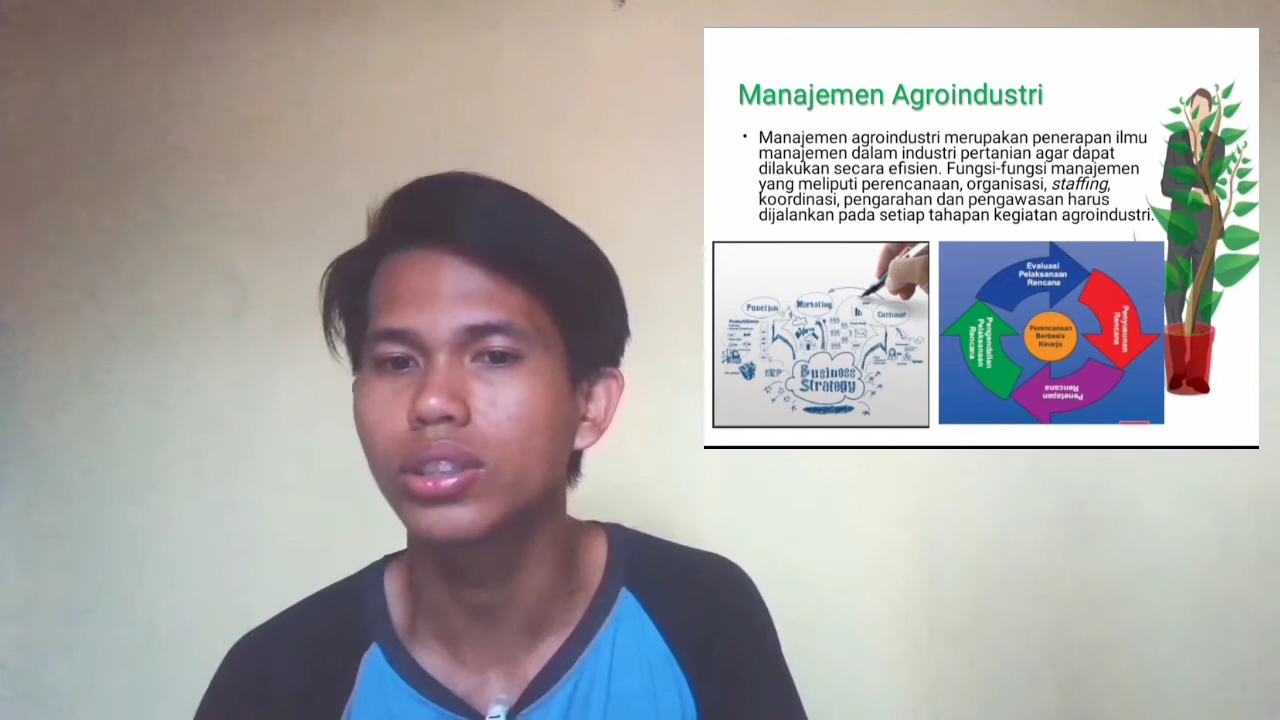 Manajemen Agroindustri
• Manajemen agroindustri merupakan penerapan ilmu
manajemen dalam industri pertanian agar dapat
dilakukan secara efisien. Fungsi-fungsi manajemen
yang meliputi perencanaan, organisasi, staffing,
koordinasi, pengarahan dan pengawasan harus
dijalankan pada setiap tahapan kegiatan agroindustri.
Marketing
Customer
ERP
Business
Strategy
Evaluasi
Pelaksanaan
Rencana
Penyusunan
Rencana
Penetapan
Rencana
Pengendalian
Pelaksanaan
Rencana
Perencanaan
Berbasis
Kinerja